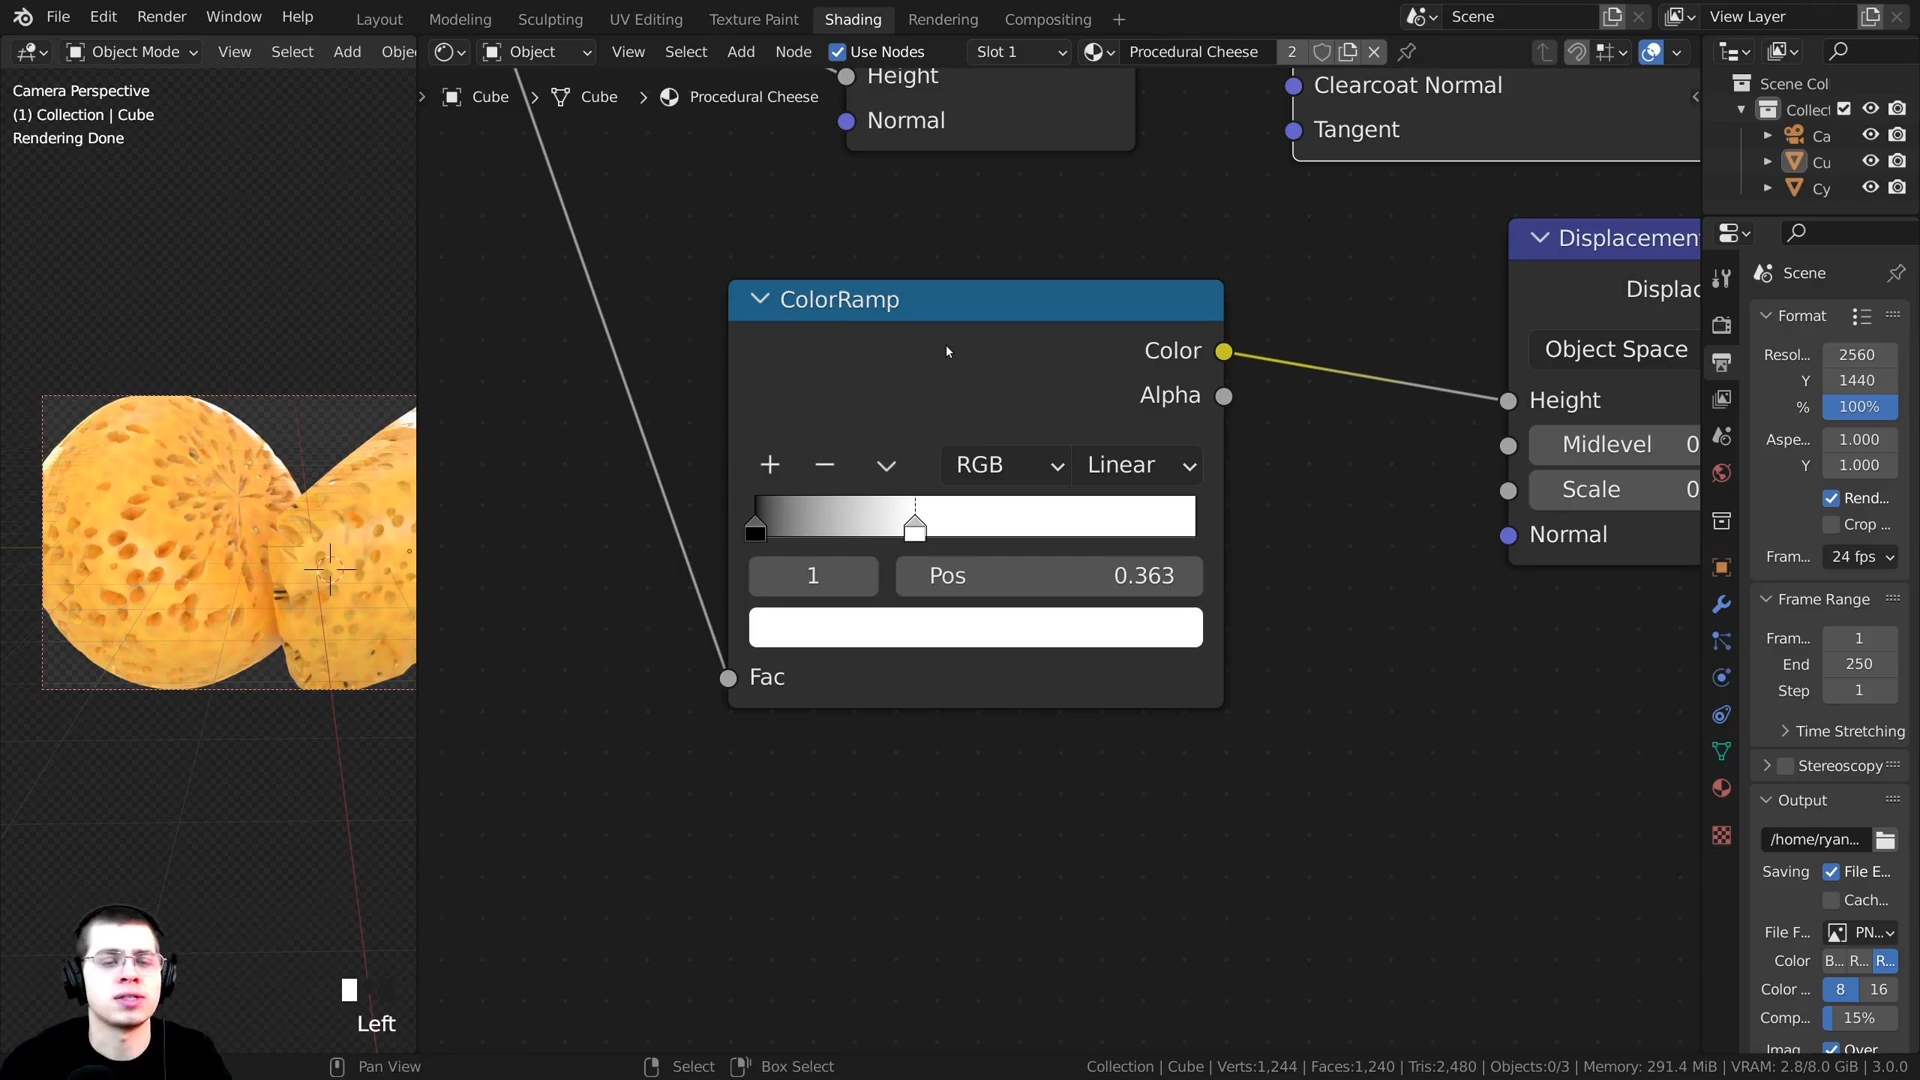 File Edit Render Window Help
Layout Modeling Sculpting UV Editing Texture Paint Shading Rendering Compositing +
Scene
View Layer
Object Mode View Select Add Objec
Object View Select Add Node Use Nodes Slot 1 Procedural Cheese 2
Camera Perspective
(1) Collection | Cube
Rendering Done
Cube > Cube > Procedural Cheese
Height
Normal
Clearcoat Normal
Tangent
ColorRamp
Color
Alpha
+ − RGB Linear
1 Pos 0.363
Fac
Displacemen
Displac
Object Space
Height
Midlevel 0
Scale 0
Normal
Scene Col
Collect
Ca
Cu
Cy
Scene
Format
Resol... 2560
Y 1440
% 100%
Aspe... 1.000
Y 1.000
Rend...
Crop ...
Fram... 24 fps
Frame Range
Fram... 1
End 250
Step 1
Time Stretching
Stereoscopy
Output
/home/ryan...
Saving File E...
Cach...
File F... PN...
Color B... R... R...
Color ... 8 16
Comp... 15%
Imag Over
Left
Pan View
Select
Box Select
Collection | Cube | Verts:1,244 | Faces:1,240 | Tris:2,480 | Objects:0/3 | Memory: 291.4 MiB | VRAM: 2.8/8.0 GiB | 3.0.0